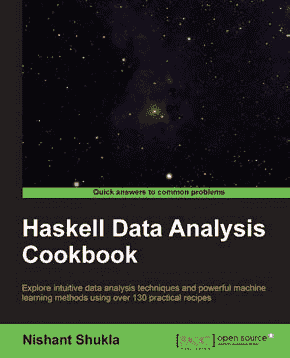 Quick answers to common problems
Haskell Data Analysis
Cookbook
Explore intuitive data analysis techniques and powerful machine
learning methods using over 130 practical recipes
Nishant Shukla
[PACKT] open source